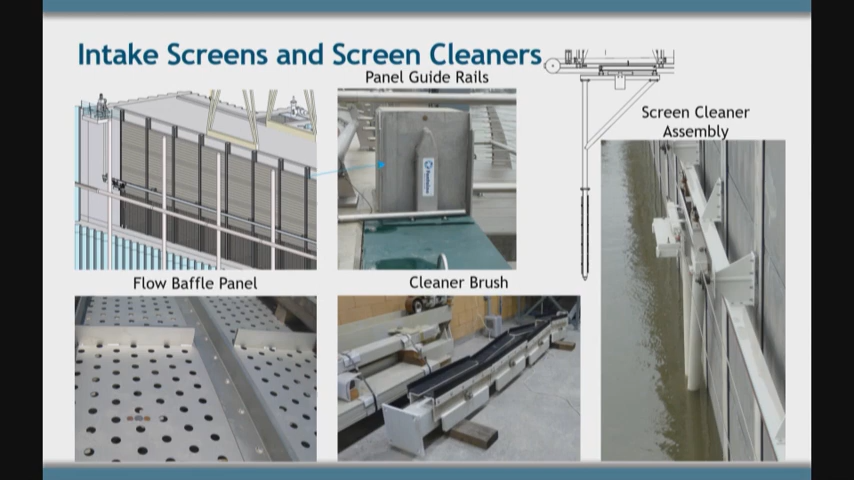 Intake Screens and Screen Cleaners
Panel Guide Rails
Screen Cleaner
Assembly
Flow Baffle Panel
Cleaner Brush